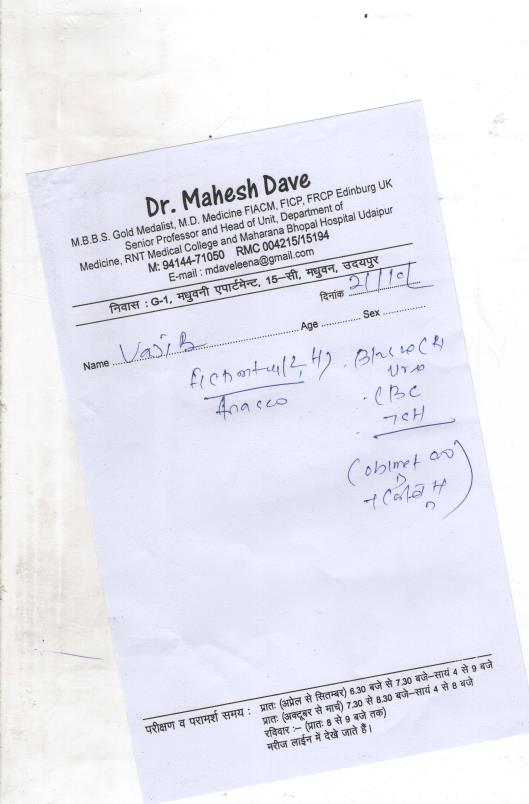 Dr. Mahesh Dave
M.B.B.S. Gold Medalist, M.D. Medicine FIACM, FICP, FRCP Edinburg UK
Senior Professor and Head of Unit, Department of
Medicine, RNT Medical College and Maharana Bhopal Hospital Udaipur
M: 94144-71050 RMC 004215/15194
E-mail : mdaveleena@gmail.com
निवास : G-1, मधुवनी एपार्टमेन्ट, 15-सी, मधुवन, उदयपुर
दिनांक
Name ........ Age ........ Sex ........
CBC
TSH
परीक्षण व परामर्श समय : प्रातः (अप्रेल से सितम्बर) 6.30 बजे से 7.30 बजे-सायं 4 से 9 बजे
प्रातः (अक्टूबर से मार्च) 7.30 से 8.30 बजे-सायं 4 से 8 बजे
रविवार :- (प्रातः 8 से 9 बजे तक)
मरीज लाईन में देखे जाते हैं।